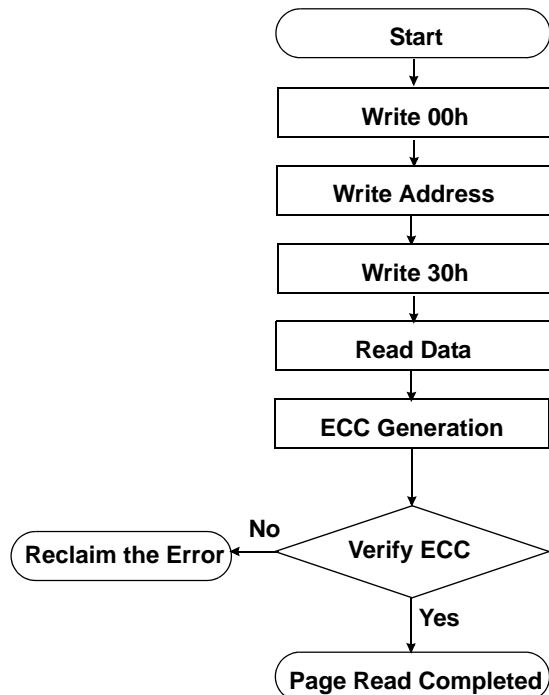 Start
Write 00h
Write Address
Write 30h
Read Data
ECC Generation
No
Reclaim the Error
Verify ECC
Yes
Page Read Completed